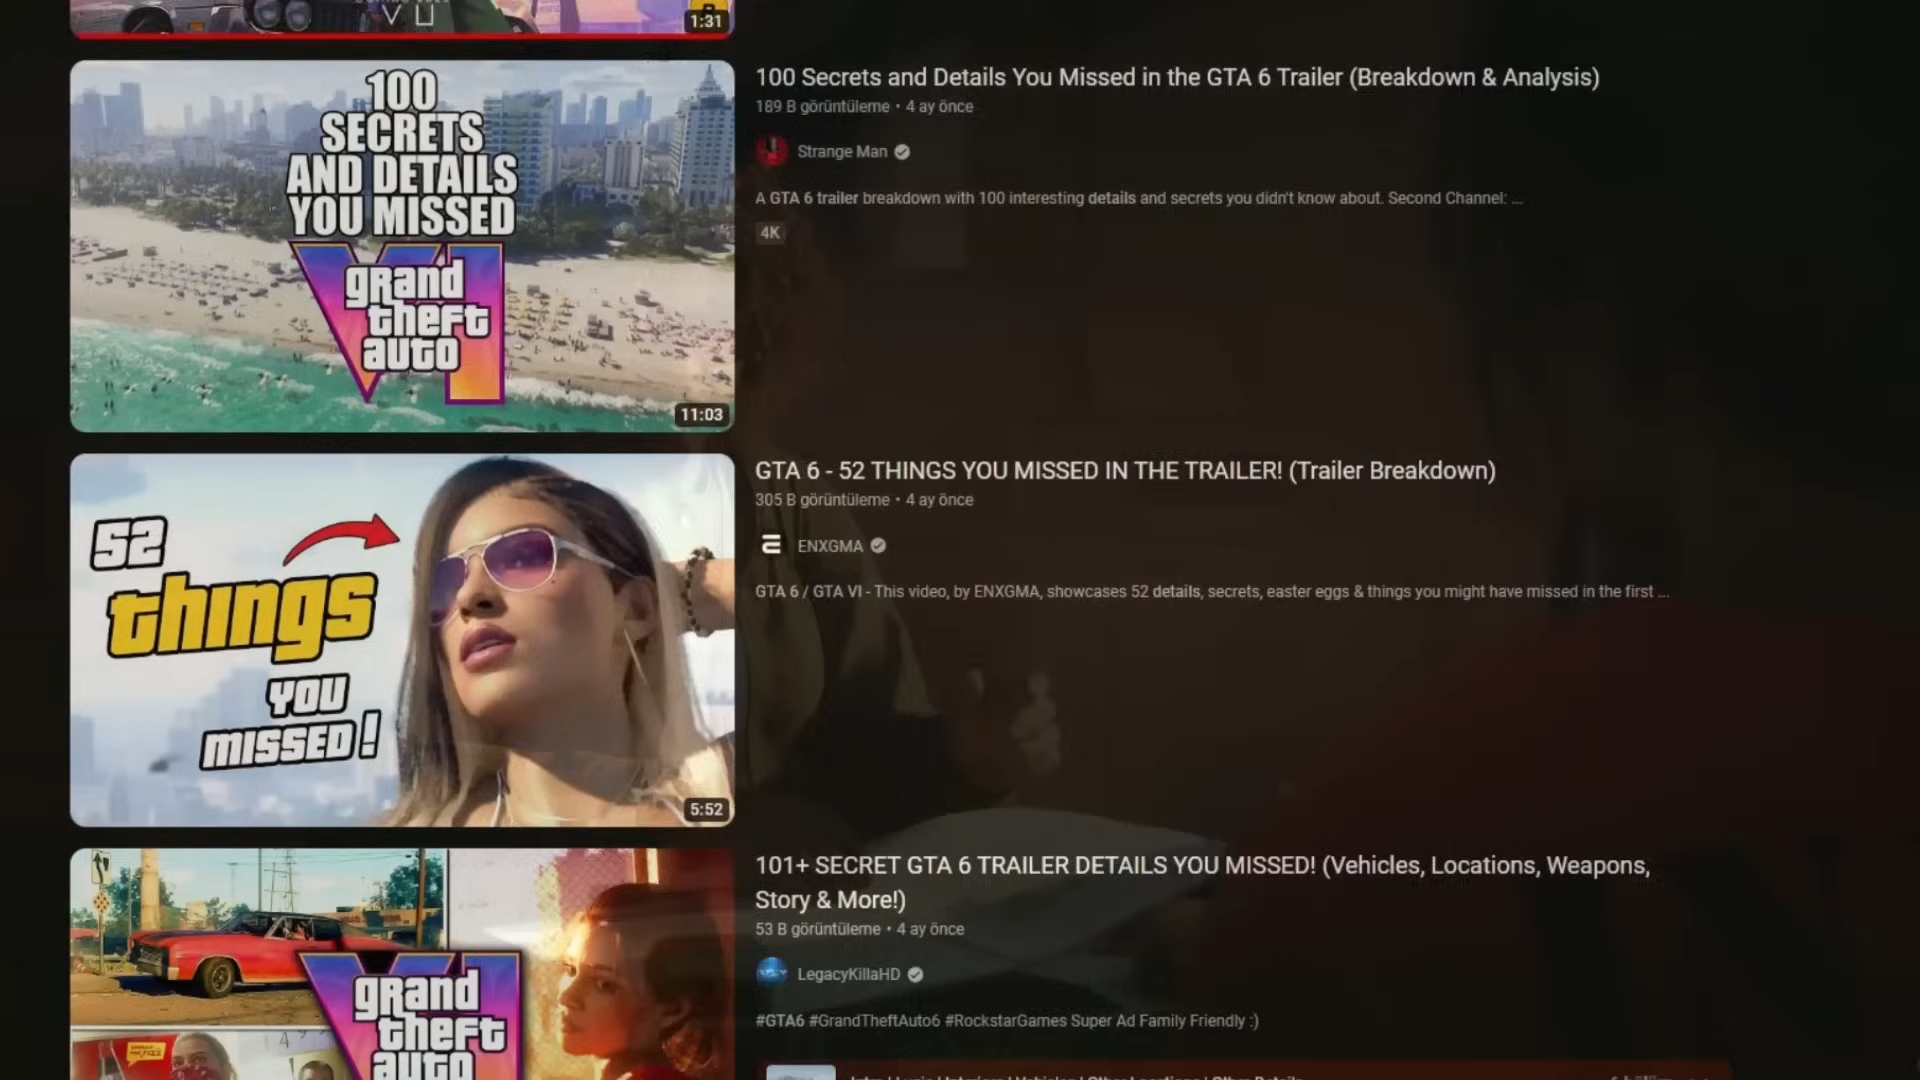 VI
1:31
100
SECRETS
AND DETAILS
YOU MISSED
VI
grand
theft
auto
11:03
100 Secrets and Details You Missed in the GTA 6 Trailer (Breakdown & Analysis)
189 B görüntüleme • 4 ay önce
Strange Man
A GTA 6 trailer breakdown with 100 interesting details and secrets you didn't know about. Second Channel: ...
4K
52
things
YOU
MISSED!
5:52
GTA 6 - 52 THINGS YOU MISSED IN THE TRAILER! (Trailer Breakdown)
305 B görüntüleme • 4 ay önce
ENXGMA
GTA 6 / GTA VI - This video, by ENXGMA, showcases 52 details, secrets, easter eggs & things you might have missed in the first ...
VI
grand
theft
auto
101+ SECRET GTA 6 TRAILER DETAILS YOU MISSED! (Vehicles, Locations, Weapons,
Story & More!)
53 B görüntüleme • 4 ay önce
LegacyKillaHD
#GTA6 #GrandTheftAuto6 #RockstarGames Super Ad Family Friendly :)